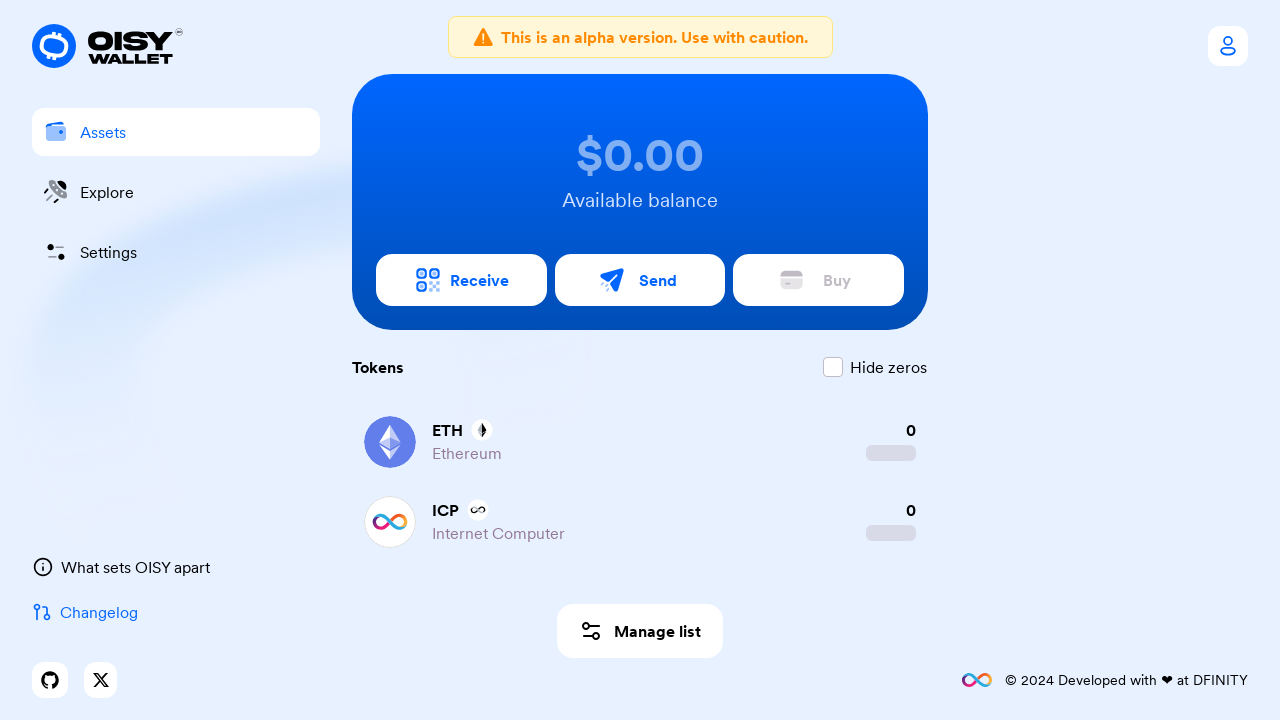 OISY
WALLET
This is an alpha version. Use with caution.
Assets
Explore
Settings
$0.00
Available balance
Receive
Send
Buy
Tokens
Hide zeros
ETH
0
Ethereum
ICP
0
Internet Computer
What sets OISY apart
Changelog
Manage list
© 2024 Developed with ❤ at DFINITY